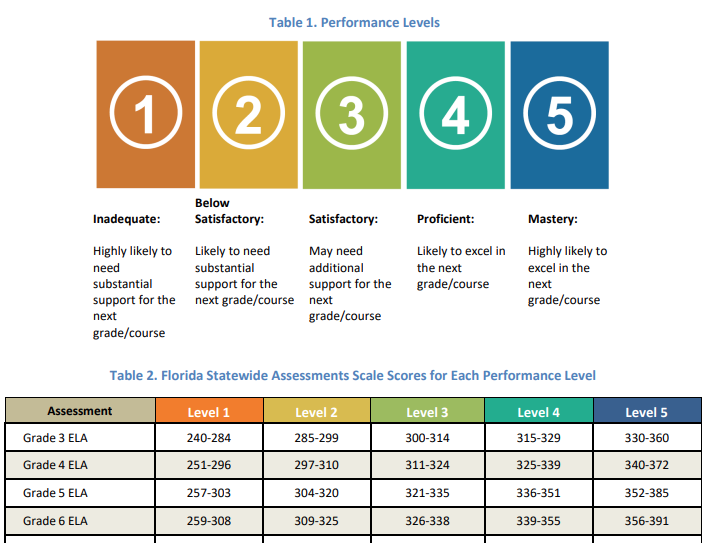 Table 1. Performance Levels
1 2 3 4 5
Inadequate:
Highly likely to
need
substantial
support for the
next
grade/course
Below
Satisfactory:
Likely to need
substantial
support for the
next grade/course
Satisfactory:
May need
additional
support for the
next
grade/course
Proficient:
Likely to excel in
the next
grade/course
Mastery:
Highly likely to
excel in the
next
grade/course
Table 2. Florida Statewide Assessments Scale Scores for Each Performance Level
Assessment Level 1 Level 2 Level 3 Level 4 Level 5
Grade 3 ELA 240-284 285-299 300-314 315-329 330-360
Grade 4 ELA 251-296 297-310 311-324 325-339 340-372
Grade 5 ELA 257-303 304-320 321-335 336-351 352-385
Grade 6 ELA 259-308 309-325 326-338 339-355 356-391